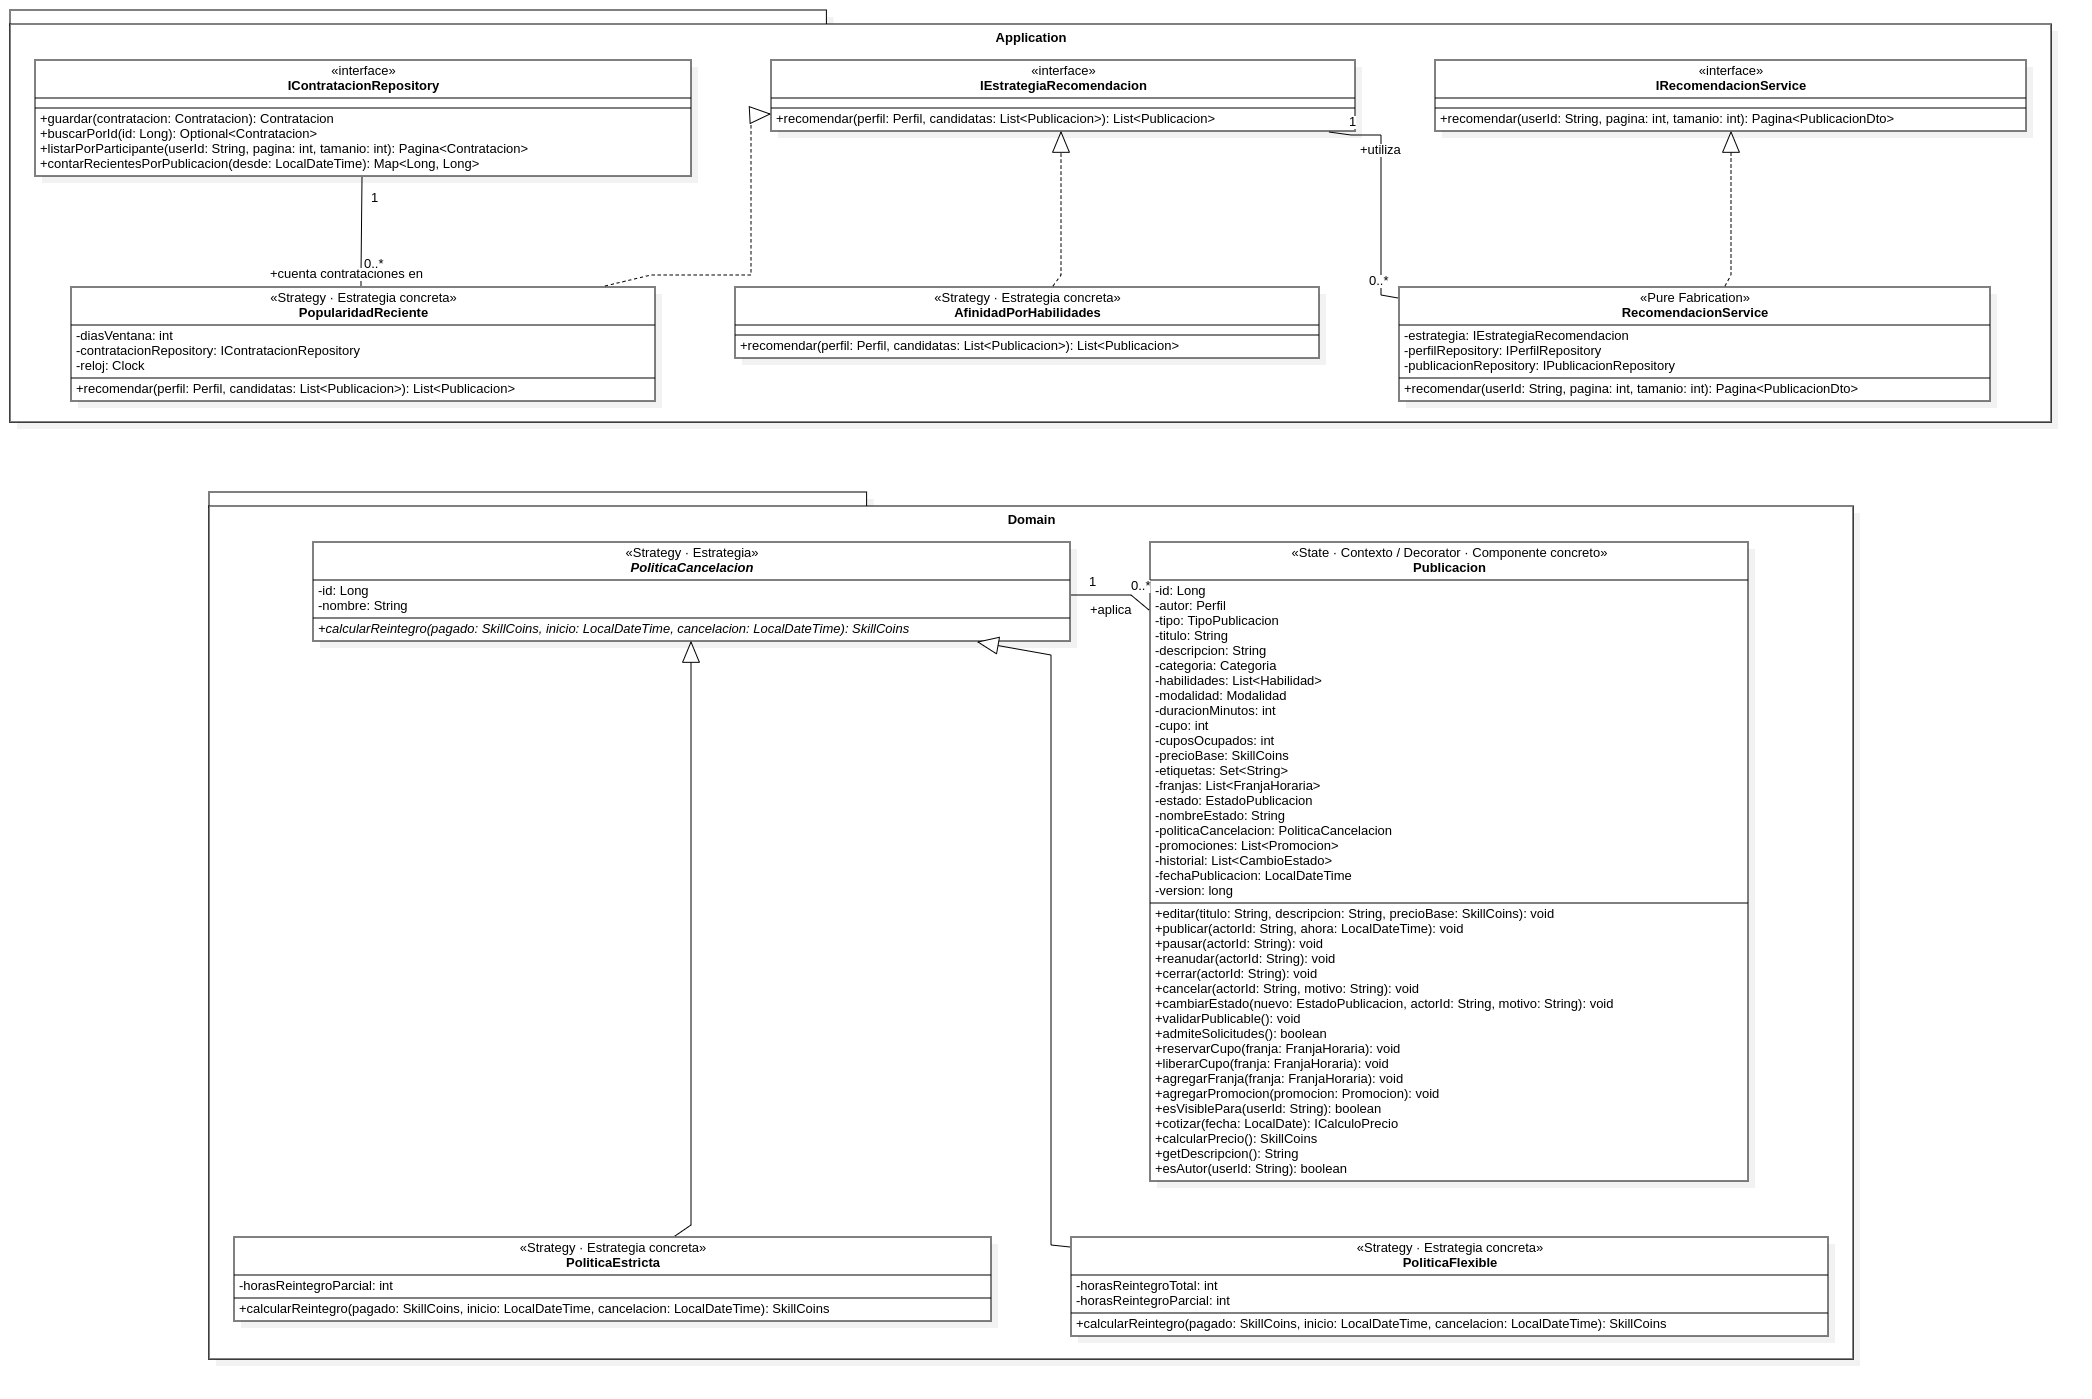 Application
«interface»
IContratacionRepository
+guardar(contratacion: Contratacion): Contratacion
+buscarPorId(id: Long): Optional<Contratacion>
+listarPorParticipante(userId: String, pagina: int, tamanio: int): Pagina<Contratacion>
+contarRecientesPorPublicacion(desde: LocalDateTime): Map<Long, Long>
«interface»
IEstrategiaRecomendacion
+recomendar(perfil: Perfil, candidatas: List<Publicacion>): List<Publicacion>
«interface»
IRecomendacionService
+recomendar(userId: String, pagina: int, tamanio: int): Pagina<PublicacionDto>
1
0..*
+cuenta contrataciones en
1
+utiliza
0..*
«Strategy · Estrategia concreta»
PopularidadReciente
-diasVentana: int
-contratacionRepository: IContratacionRepository
-reloj: Clock
+recomendar(perfil: Perfil, candidatas: List<Publicacion>): List<Publicacion>
«Strategy · Estrategia concreta»
AfinidadPorHabilidades
+recomendar(perfil: Perfil, candidatas: List<Publicacion>): List<Publicacion>
«Pure Fabrication»
RecomendacionService
-estrategia: IEstrategiaRecomendacion
-perfilRepository: IPerfilRepository
-publicacionRepository: IPublicacionRepository
+recomendar(userId: String, pagina: int, tamanio: int): Pagina<PublicacionDto>
Domain
«Strategy · Estrategia»
PoliticaCancelacion
-id: Long
-nombre: String
+calcularReintegro(pagado: SkillCoins, inicio: LocalDateTime, cancelacion: LocalDateTime): SkillCoins
1
0..*
+aplica
«State · Contexto / Decorator · Componente concreto»
Publicacion
-id: Long
-autor: Perfil
-tipo: TipoPublicacion
-titulo: String
-descripcion: String
-categoria: Categoria
-habilidades: List<Habilidad>
-modalidad: Modalidad
-duracionMinutos: int
-cupo: int
-cuposOcupados: int
-precioBase: SkillCoins
-etiquetas: Set<String>
-franjas: List<FranjaHoraria>
-estado: EstadoPublicacion
-nombreEstado: String
-politicaCancelacion: PoliticaCancelacion
-promociones: List<Promocion>
-historial: List<CambioEstado>
-fechaPublicacion: LocalDateTime
-version: long
+editar(titulo: String, descripcion: String, precioBase: SkillCoins): void
+publicar(actorId: String, ahora: LocalDateTime): void
+pausar(actorId: String): void
+reanudar(actorId: String): void
+cerrar(actorId: String): void
+cancelar(actorId: String, motivo: String): void
+cambiarEstado(nuevo: EstadoPublicacion, actorId: String, motivo: String): void
+validarPublicable(): void
+admiteSolicitudes(): boolean
+reservarCupo(franja: FranjaHoraria): void
+liberarCupo(franja: FranjaHoraria): void
+agregarFranja(franja: FranjaHoraria): void
+agregarPromocion(promocion: Promocion): void
+esVisiblePara(userId: String): boolean
+cotizar(fecha: LocalDate): ICalculoPrecio
+calcularPrecio(): SkillCoins
+getDescripcion(): String
+esAutor(userId: String): boolean
«Strategy · Estrategia concreta»
PoliticaEstricta
-horasReintegroParcial: int
+calcularReintegro(pagado: SkillCoins, inicio: LocalDateTime, cancelacion: LocalDateTime): SkillCoins
«Strategy · Estrategia concreta»
PoliticaFlexible
-horasReintegroTotal: int
-horasReintegroParcial: int
+calcularReintegro(pagado: SkillCoins, inicio: LocalDateTime, cancelacion: LocalDateTime): SkillCoins